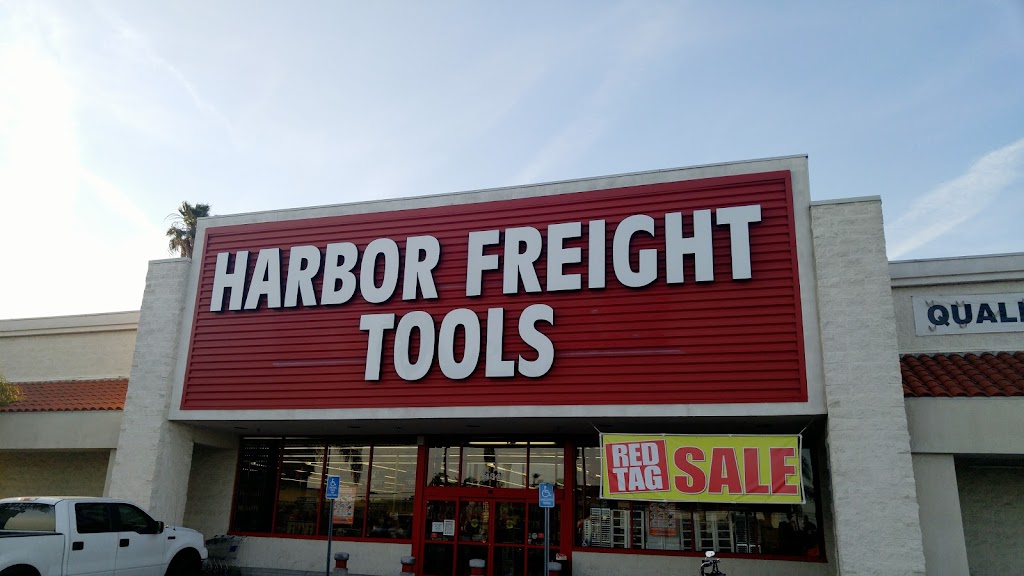 HARBOR FREIGHT
TOOLS
QUALI
RED
TAG
SALE